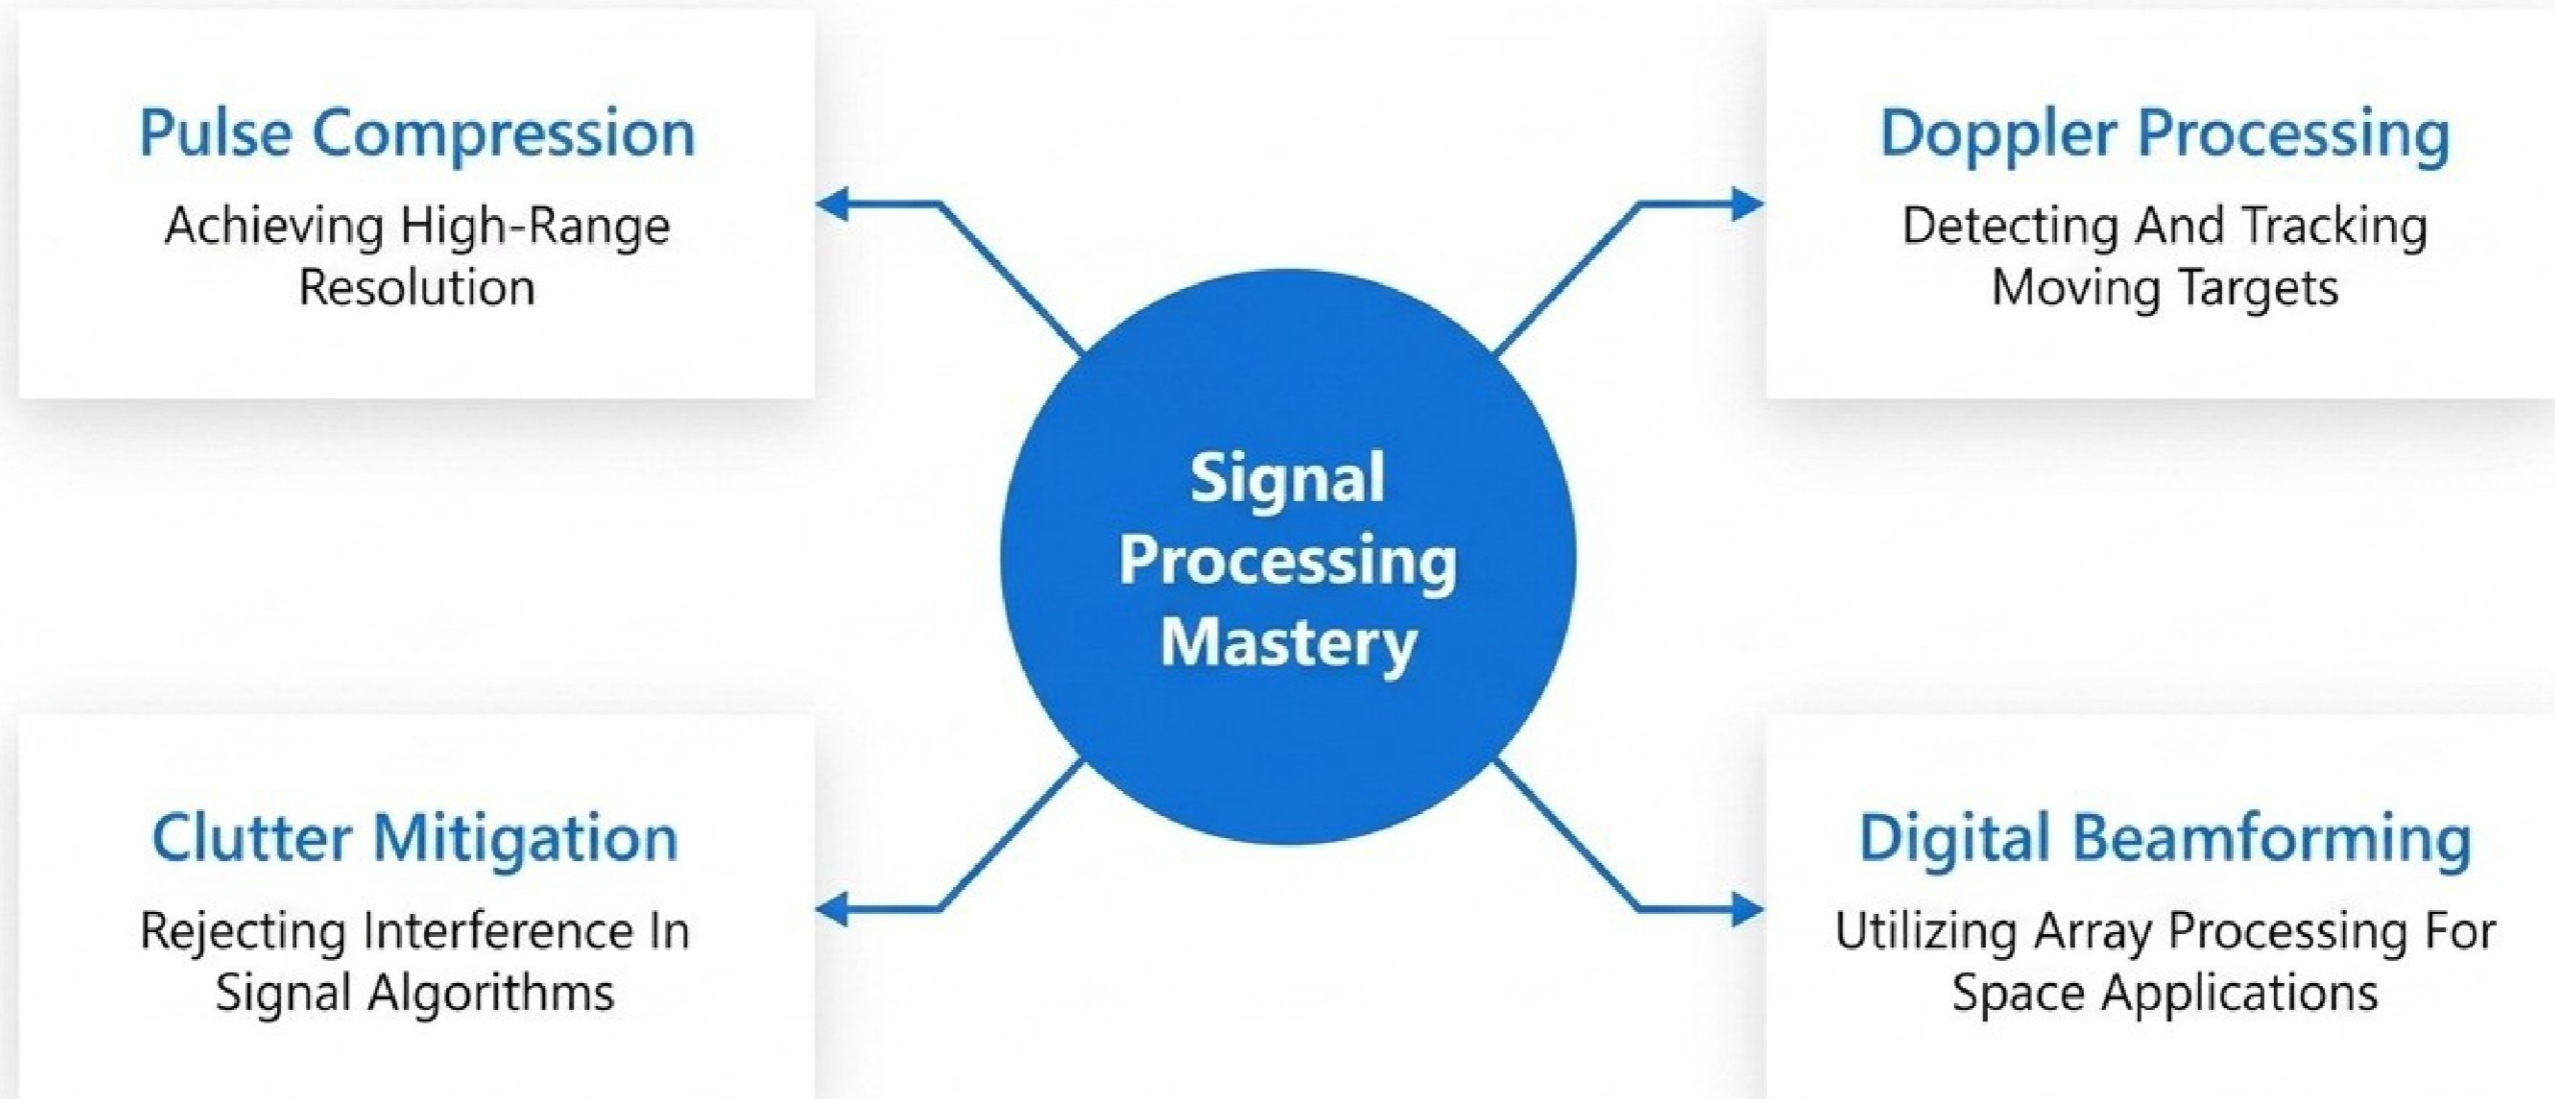 Pulse Compression
Achieving High-Range
Resolution
Doppler Processing
Detecting And Tracking
Moving Targets
Signal
Processing
Mastery
Clutter Mitigation
Rejecting Interference In
Signal Algorithms
Digital Beamforming
Utilizing Array Processing For
Space Applications